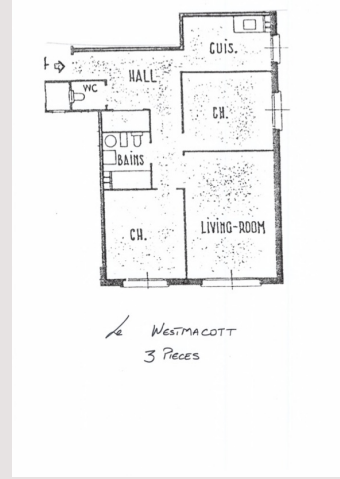 CUIS.
HALL
WC
CH.
BAINS
CH.
LIVING-ROOM
Le WESTMACOTT
3 PIECES